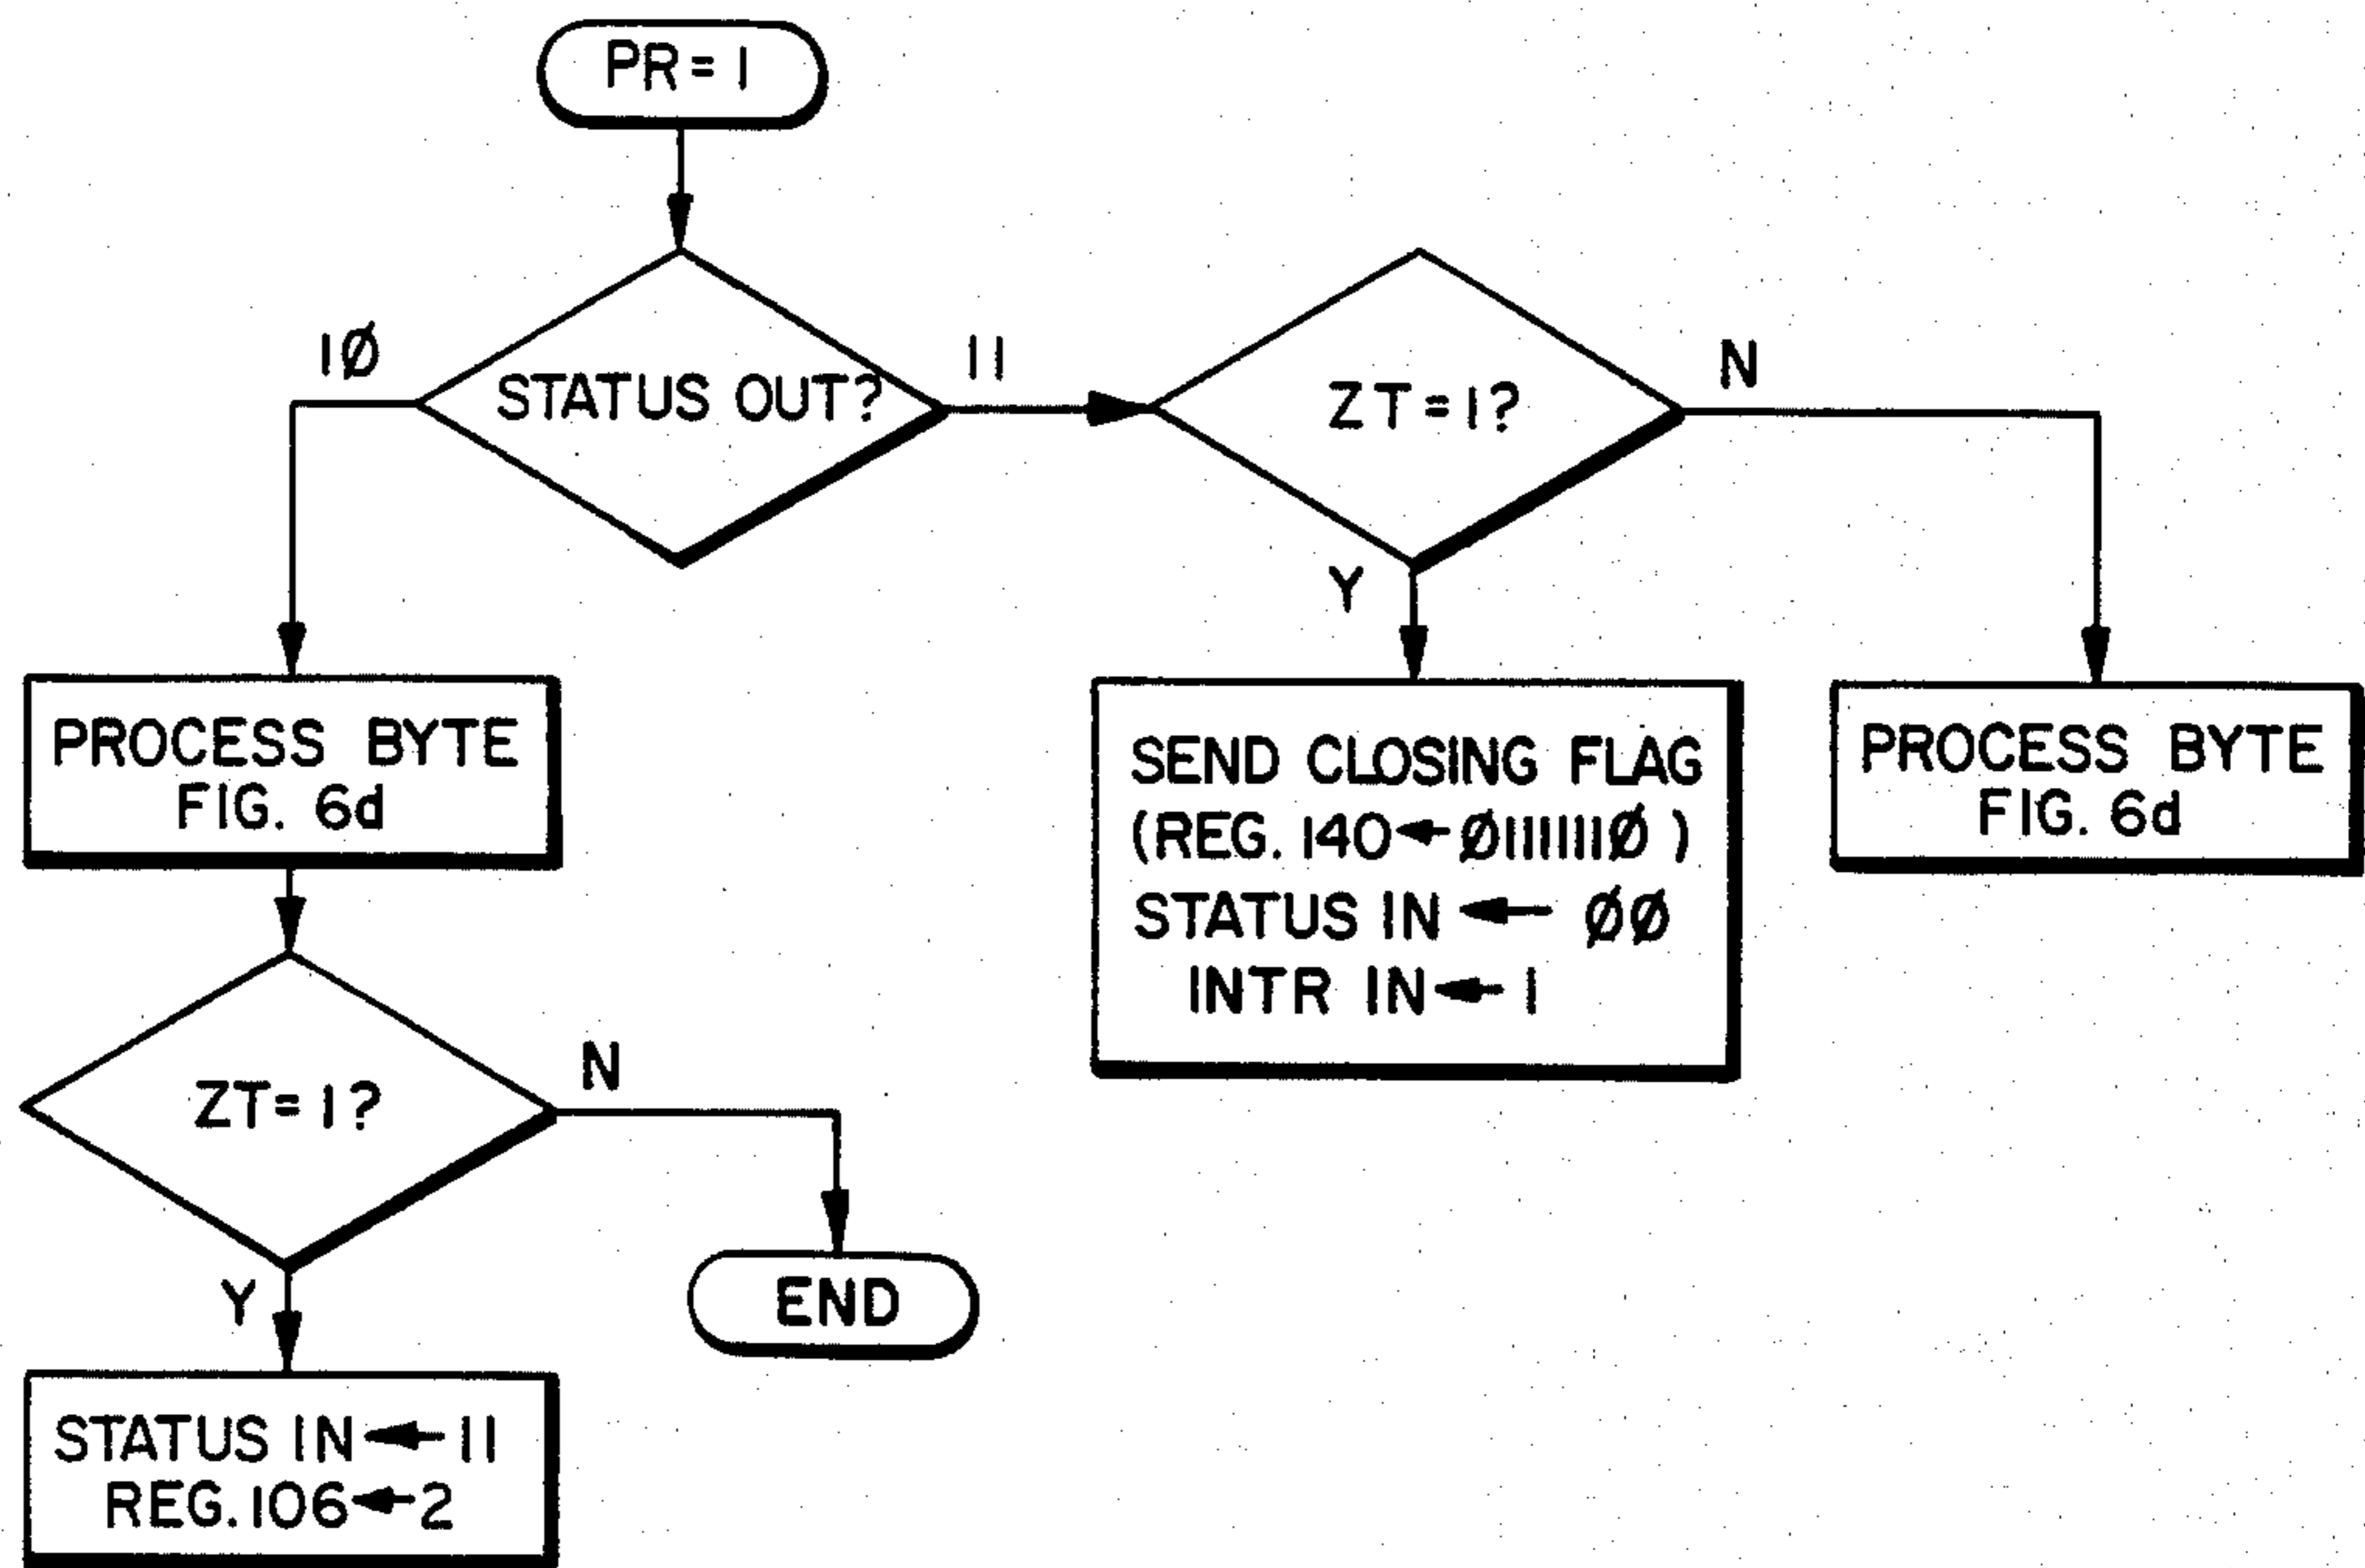 PR=1
1Ø
STATUS OUT?
11
ZT=1?
N
Y
PROCESS BYTE
FIG. 6d
SEND CLOSING FLAG
(REG. 140←Ø111111Ø)
STATUS IN ← ØØ
INTR IN←1
PROCESS BYTE
FIG. 6d
ZT=1?
N
Y
END
STATUS IN←11
REG.106←2